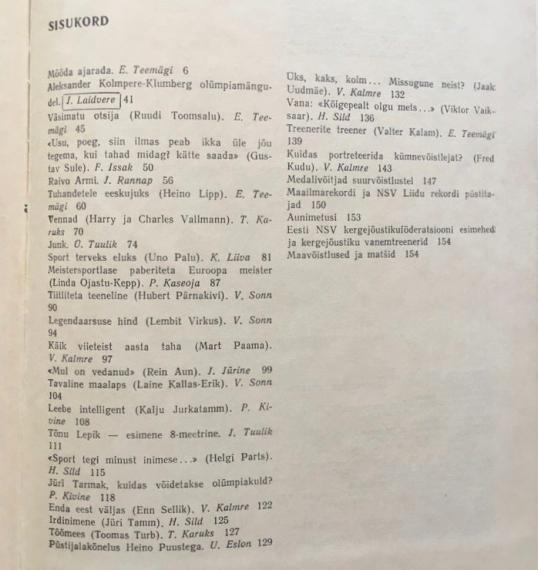 SISUKORD
Mööda ajarada. E. Teemägi 6
Aleksander Kolmpere-Klumberg olümpiamängu-
del. J. Laidvere 41
Väsimatu otsija (Ruudi Toomsalu). E. Tee-
mägi 45
«Usu, poeg, siin ilmas peab ikka üle jõu
tegema, kui tahad midagi kätte saada» (Gus-
tav Sule). F. Issak 50
Raivo Armi. J. Rannap 56
Tuhandetele eeskujuks (Heino Lipp). E. Tee-
mägi 60
Vennad (Harry ja Charles Vallmann). T. Ka-
ruks 70
Junk. Ü. Tuulik 74
Sport terveks eluks (Uno Palu). K. Liiva 81
Meistersportlase paberiteta Euroopa meister
(Linda Ojastu-Kepp). P. Kaseoja 87
Tiitliteta teeneline (Hubert Pärnakivi). V. Sonn
90
Legendaarsuse hind (Lembit Virkus). V. Sonn
94
Käik viieteist aasta taha (Mart Paama).
V. Kalmre 97
«Mul on vedanud» (Rein Aun). I. Jürine 99
Tavaline maalaps (Laine Kallas-Erik). V. Sonn
104
Leebe intelligent (Kalju Jurkatamm). P. Ki-
vine 108
Tõnu Lepik — esimene 8-meetrine. J. Tuulik
111
«Sport tegi minust inimese...» (Helgi Parts).
H. Sild 115
Jüri Tarmak, kuidas võidetakse olümpiakuld?
P. Kivine 118
Enda eest väljas (Enn Sellik). V. Kalmre 122
Irdinimene (Jüri Tamm). H. Sild 125
Töömees (Toomas Turb). T. Karuks 127
Püstijalakõnelus Heino Puustega. U. Eslon 129
Üks, kaks, kolm... Missugune neist? (Jaak
Uudmäe). V. Kalmre 132
Vana: «Kõigepealt olgu mets...» (Viktor Vaik-
saar). H. Sild 136
Treenerite treener (Valter Kalam). E. Teemägi
139
Kuidas portreteerida kümnevõistlejat? (Fred
Kudu). V. Kalmre 143
Medalivõitjad suurvõistlustel 147
Maailmarekordi ja NSV Liidu rekordi püstita-
jad 150
Aunimetusi 153
Eesti NSV kergejõustikuföderatsiooni esimehed
ja kergejõustiku vanemtreenerid 154
Maavõistlused ja matšid 154